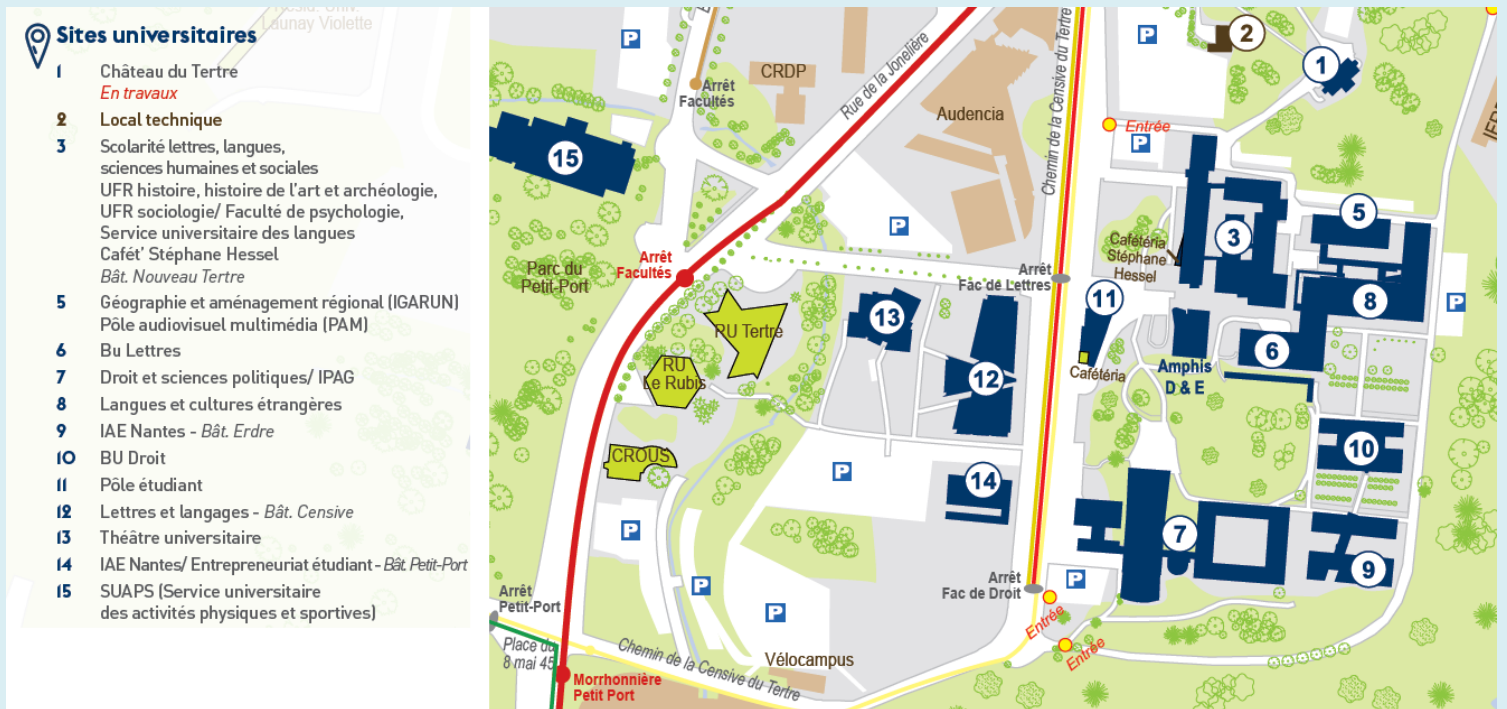 Résid. Univ.
Launay Violette
Sites universitaires
1 Château du Tertre
En travaux
2 Local technique
3 Scolarité lettres, langues,
sciences humaines et sociales
UFR histoire, histoire de l'art et archéologie,
UFR sociologie/ Faculté de psychologie,
Service universitaire des langues
Cafét' Stéphane Hessel
Bât. Nouveau Tertre
5 Géographie et aménagement régional (IGARUN)
Pôle audiovisuel multimédia (PAM)
6 Bu Lettres
7 Droit et sciences politiques/ IPAG
8 Langues et cultures étrangères
9 IAE Nantes - Bât. Erdre
10 BU Droit
11 Pôle étudiant
12 Lettres et langages - Bât. Censive
13 Théâtre universitaire
14 IAE Nantes/ Entrepreneuriat étudiant - Bât. Petit-Port
15 SUAPS (Service universitaire
des activités physiques et sportives)
P
P
2
1
CRDP
Arrêt
Facultés
Rue de la Jonelière
Audencia
Chemin de la Censive du Tertre
Entrée
P
15
5
P
3
Cafétéria
Stéphane
Hessel
Parc du
Petit-Port
Arrêt
Facultés
Arrêt
Fac de Lettres
11
8
P
RU Tertre
13
6
RU
Le Rubis
12
Cafétéria
Amphis
D & E
CROUS
P
14
10
P
7
9
P
P
P
Arrêt
Fac de Droit
Entrée
Entrée
Arrêt
Petit-Port
Place du
8 mai 45
Chemin de la Censive du Tertre
Vélocampus
Morrhonnière
Petit Port